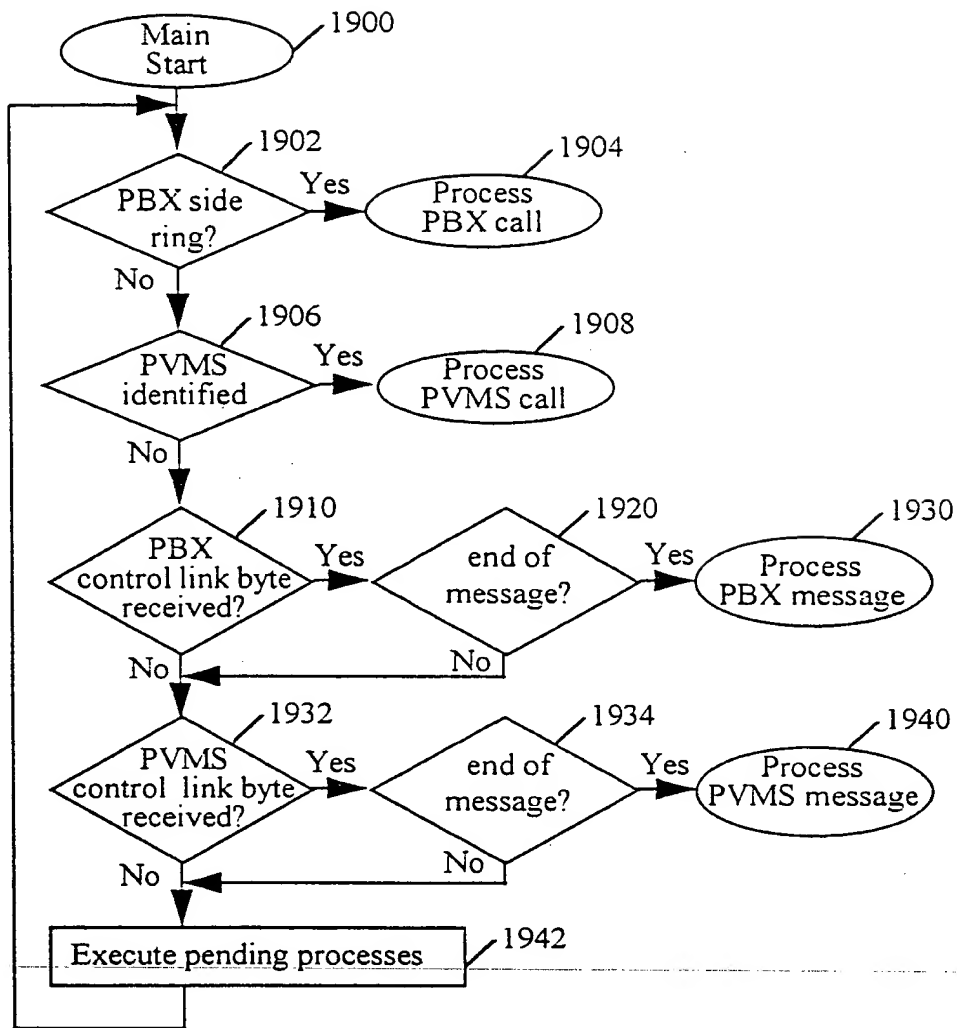 Main
Start
1900
1902
PBX side
ring?
Yes
1904
Process
PBX call
No
1906
PVMS
identified
Yes
1908
Process
PVMS call
No
1910
PBX
control link byte
received?
Yes
1920
end of
message?
Yes
1930
Process
PBX message
No
No
1932
PVMS
control link byte
received?
Yes
1934
end of
message?
Yes
1940
Process
PVMS message
No
No
Execute pending processes
1942